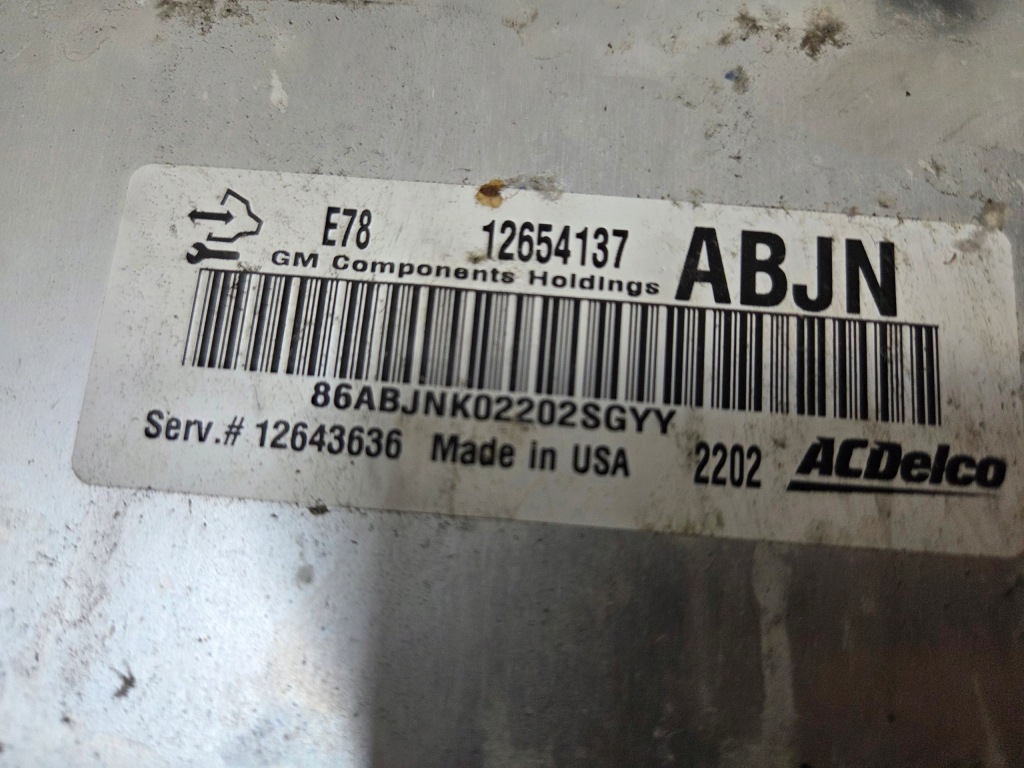 E78 12654137 ABJN
GM Components Holdings
86ABJNK02202SGYY
Serv.# 12643636 Made in USA 2202 ACDelco